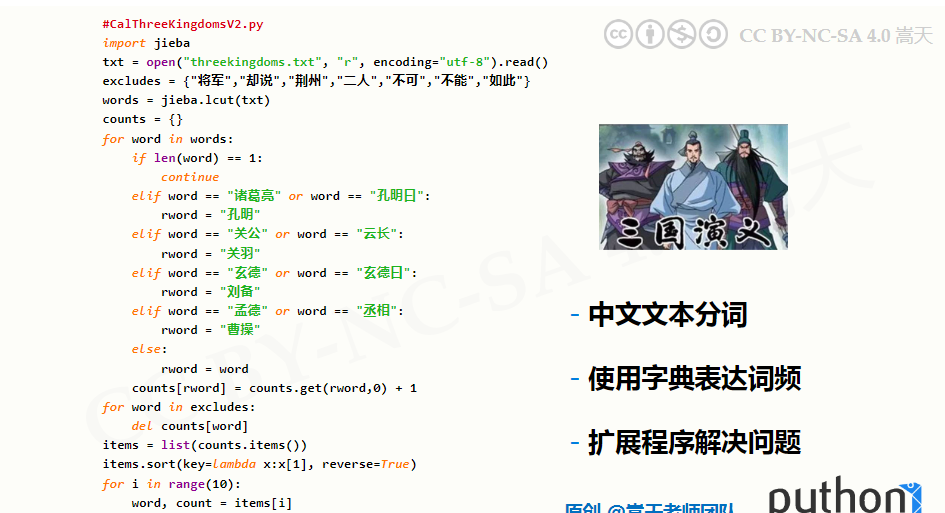 #CalThreeKingdomsV2.py
import jieba
txt = open("threekingdoms.txt", "r", encoding="utf-8").read()
excludes = {"将军","却说","荆州","二人","不可","不能","如此"}
words = jieba.lcut(txt)
counts = {}
for word in words:
    if len(word) == 1:
        continue
    elif word == "诸葛亮" or word == "孔明曰":
        rword = "孔明"
    elif word == "关公" or word == "云长":
        rword = "关羽"
    elif word == "玄德" or word == "玄德曰":
        rword = "刘备"
    elif word == "孟德" or word == "丞相":
        rword = "曹操"
    else:
        rword = word
    counts[rword] = counts.get(rword,0) + 1
for word in excludes:
    del counts[word]
items = list(counts.items())
items.sort(key=lambda x:x[1], reverse=True)
for i in range(10):
    word, count = items[i]
CC BY-NC-SA 4.0 嵩天
三国演义
- 中文文本分词
- 使用字典表达词频
- 扩展程序解决问题
原创 @嵩天老师团队
python
CC BY-NC-SA 4.0 嵩天